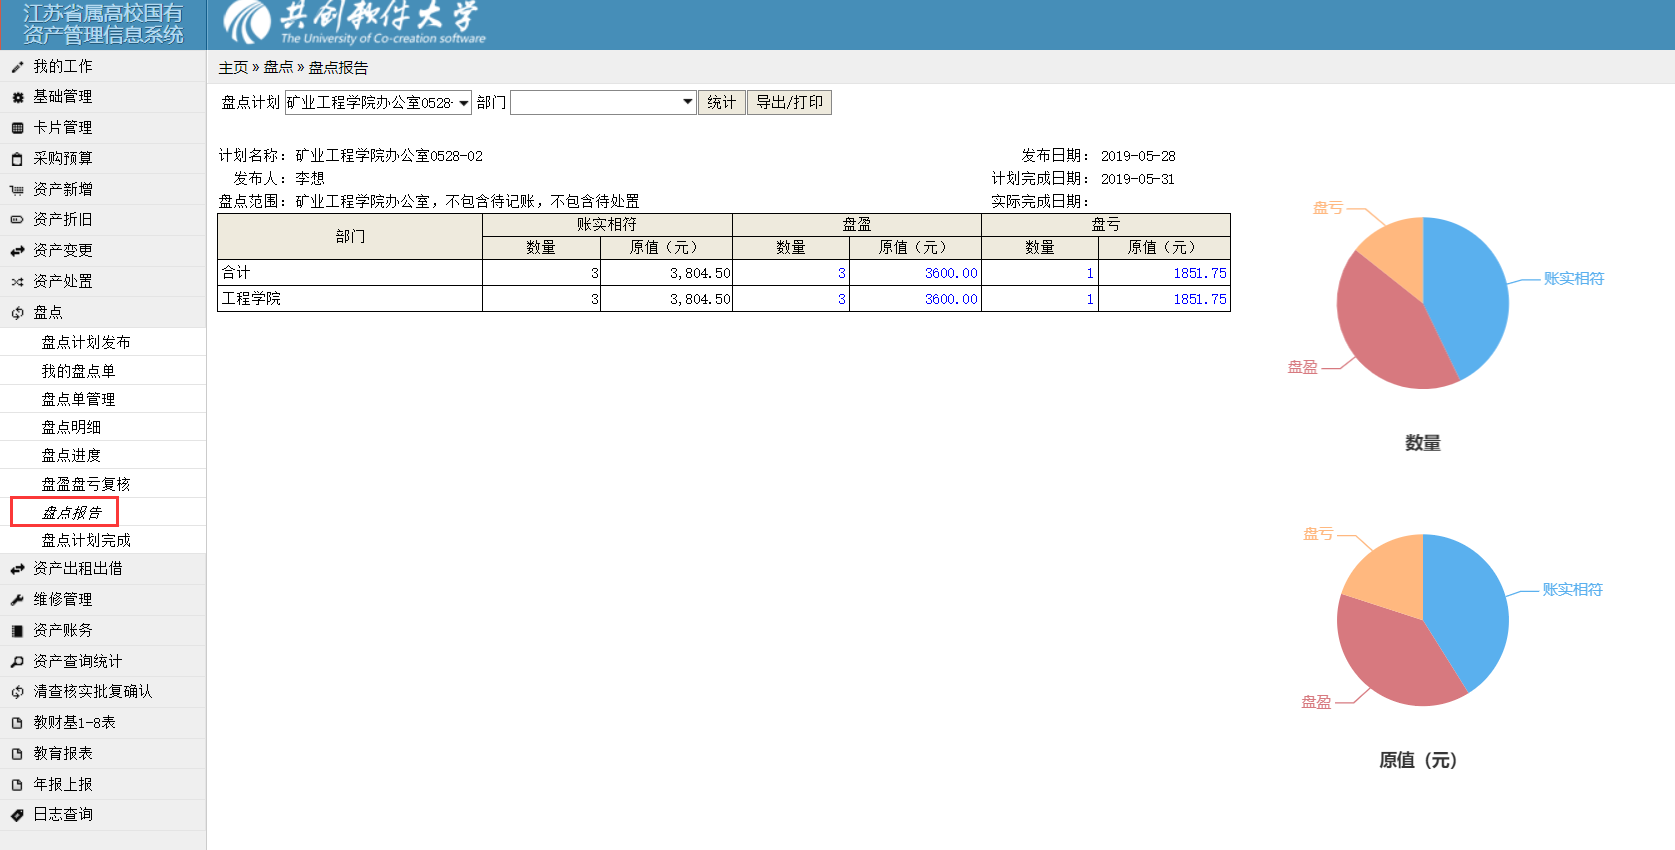 江苏省属高校国有
资产管理信息系统
共创软件大学
The University of Co-creation software
我的工作
基础管理
卡片管理
采购预算
资产新增
资产折旧
资产变更
资产处置
盘点
盘点计划发布
我的盘点单
盘点单管理
盘点明细
盘点进度
盘盈盘亏复核
盘点报告
盘点计划完成
资产出租出借
维修管理
资产账务
资产查询统计
清查核实批复确认
教财基1-8表
教育报表
年报上报
日志查询
主页 » 盘点 » 盘点报告
盘点计划 矿业工程学院办公室0528- 部门 统计 导出/打印
计划名称： 矿业工程学院办公室0528-02 发布日期： 2019-05-28
发布人： 李想 计划完成日期： 2019-05-31
盘点范围： 矿业工程学院办公室，不包含待记账，不包含待处置 实际完成日期：
部门 账实相符 盘盈 盘亏
数量 原值（元） 数量 原值（元） 数量 原值（元）
合计 3 3,804.50 3 3600.00 1 1851.75
工程学院 3 3,804.50 3 3600.00 1 1851.75
盘亏
账实相符
盘盈
数量
盘亏
账实相符
盘盈
原值（元）